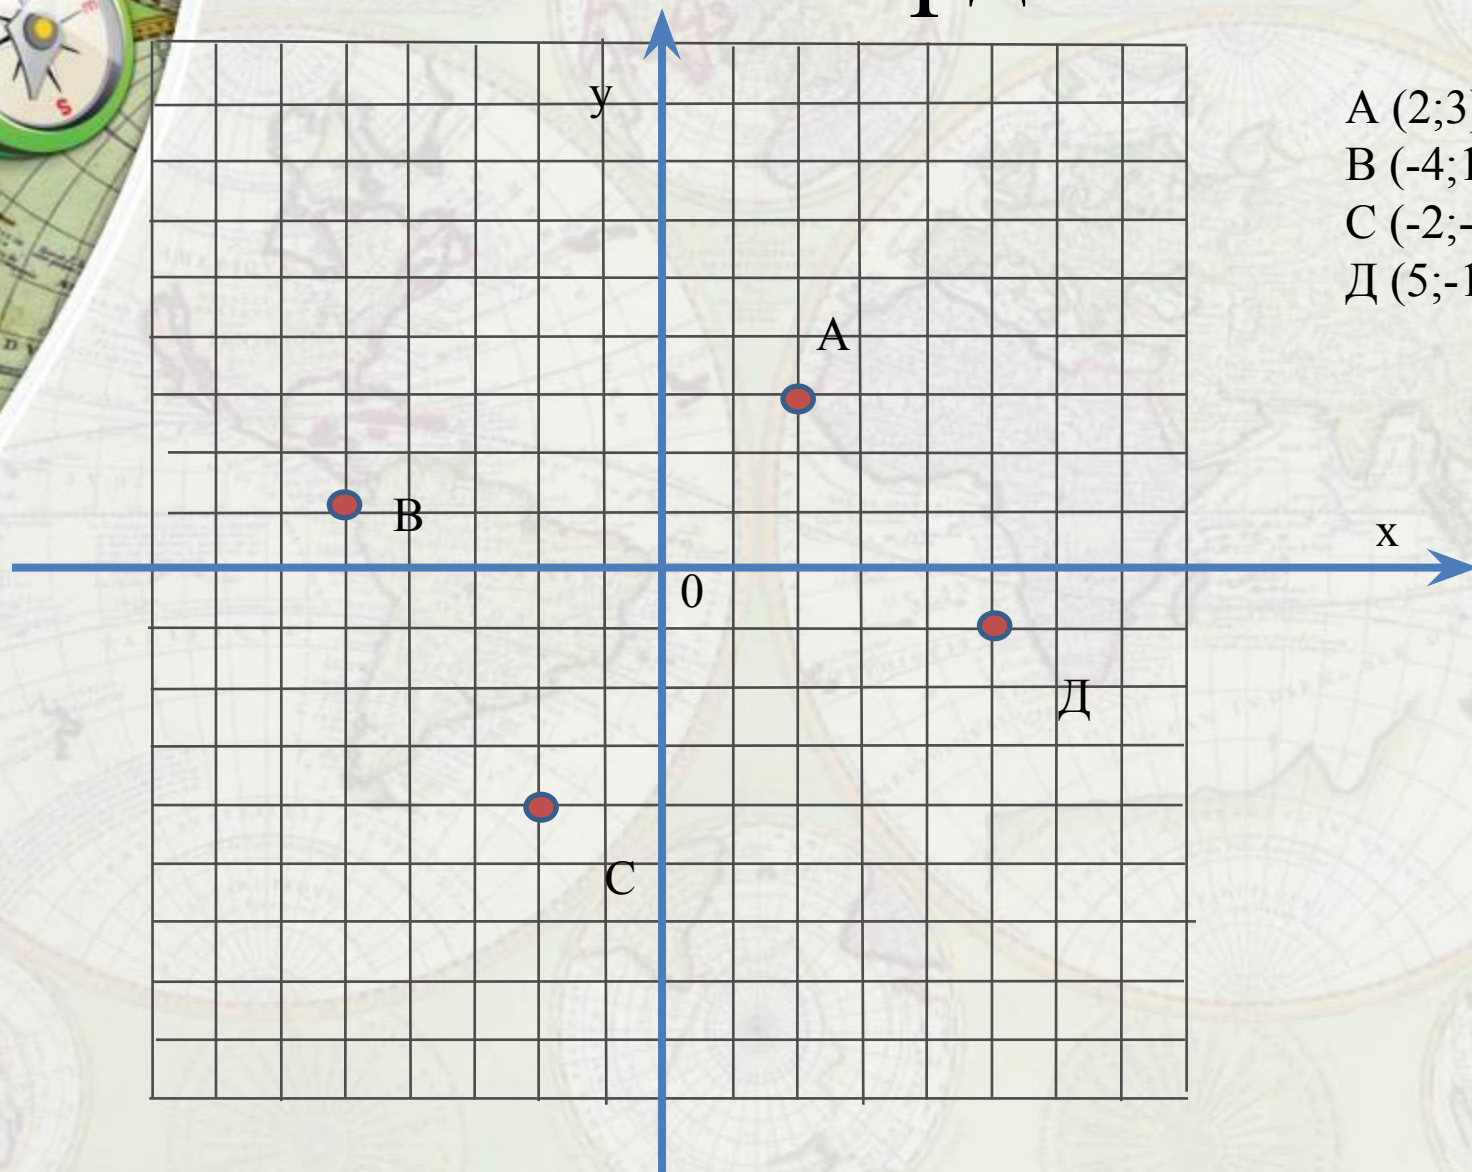 у
А (2;3)
В (-4;1
С (-2;-
Д (5;-1
А
В
х
0
Д
С